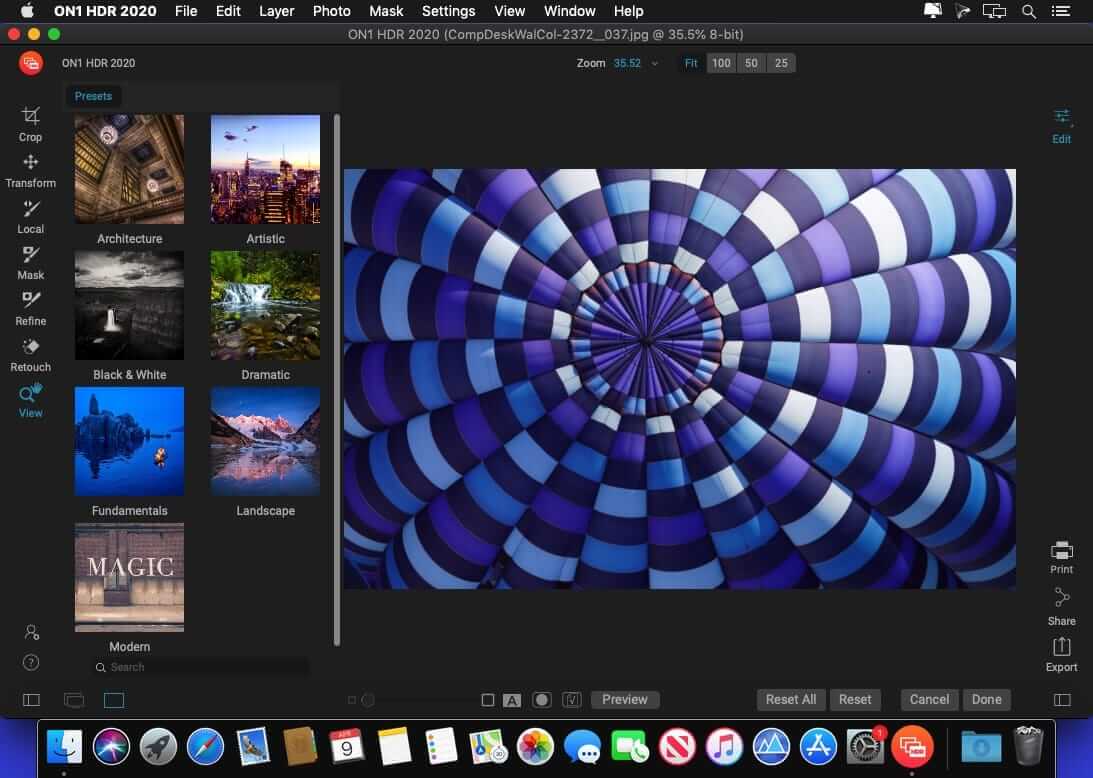 ON1 HDR 2020 File Edit Layer Photo Mask Settings View Window Help
ON1 HDR 2020 (CompDeskWalCol-2372__037.jpg @ 35.5% 8-bit)
ON1 HDR 2020
Zoom 35.52 Fit 100 50 25
Presets
Crop
Transform
Local
Mask
Refine
Retouch
View
Architecture Artistic
Black & White Dramatic
Fundamentals Landscape
MAGIC
Modern
Search
Edit
Print
Share
Export
?
A
Preview
Reset All Reset Cancel Done
APR
9
30
1
HDR